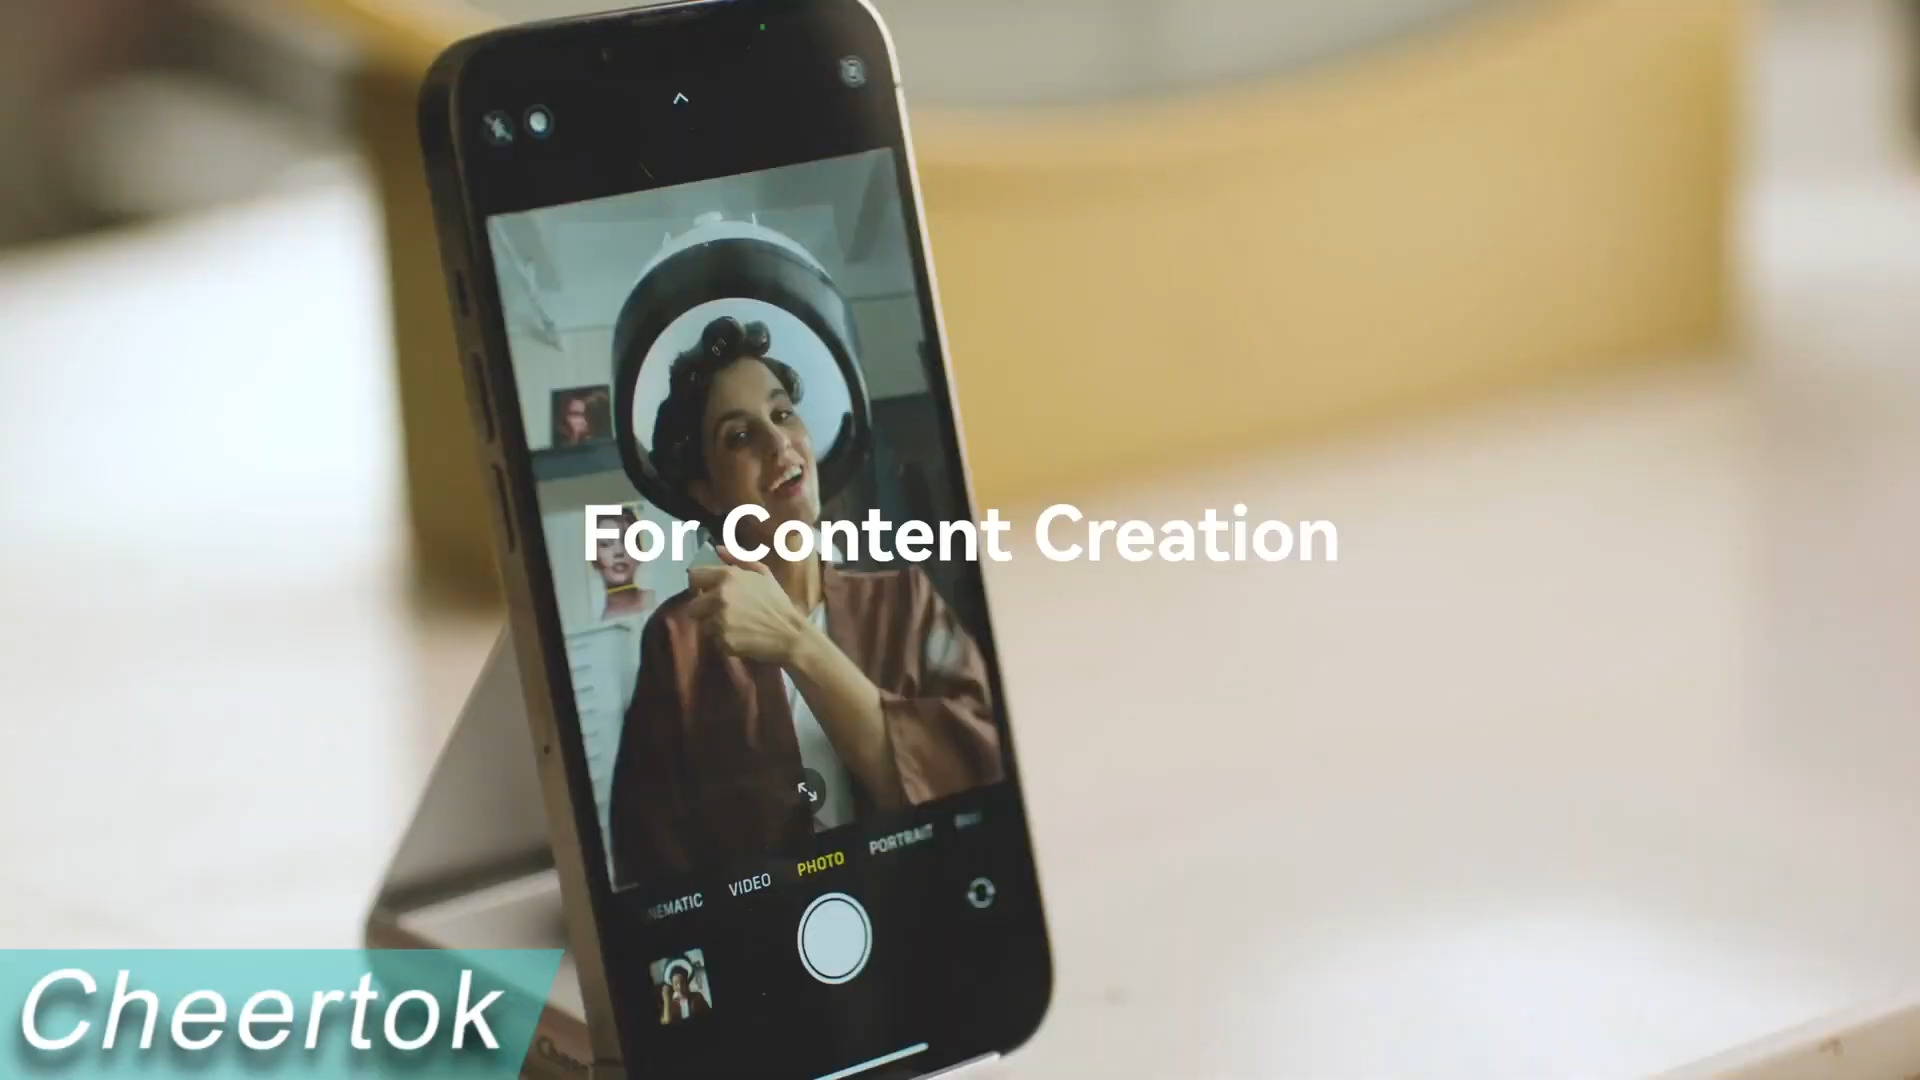 For Content Creation
NEMATIC
VIDEO
PHOTO
PORTRAIT
Cheertok